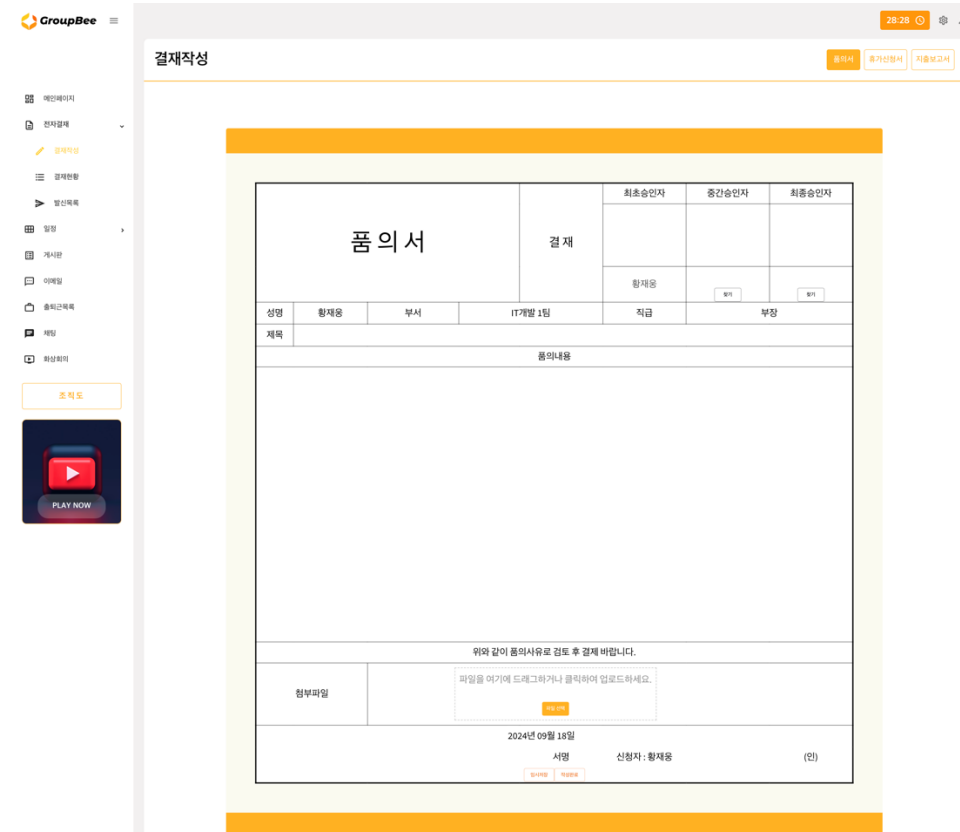 GroupBee
28:28
결재작성
품의서 휴가신청서 지출보고서
메인페이지
전자결재
결재작성
결재현황
발신목록
일정
게시판
이메일
출퇴근목록
채팅
화상회의
조직도
PLAY NOW
품 의 서
결 재
최초승인자 중간승인자 최종승인자
황재웅 찾기 찾기
성명 황재웅 부서 IT개발 1팀 직급 부장
제목
품의내용
위와 같이 품의사유로 검토 후 결제 바랍니다.
첨부파일
파일을 여기에 드래그하거나 클릭하여 업로드하세요.
파일 선택
2024년 09월 18일
서명 신청자 : 황재웅 (인)
임시저장 작성완료